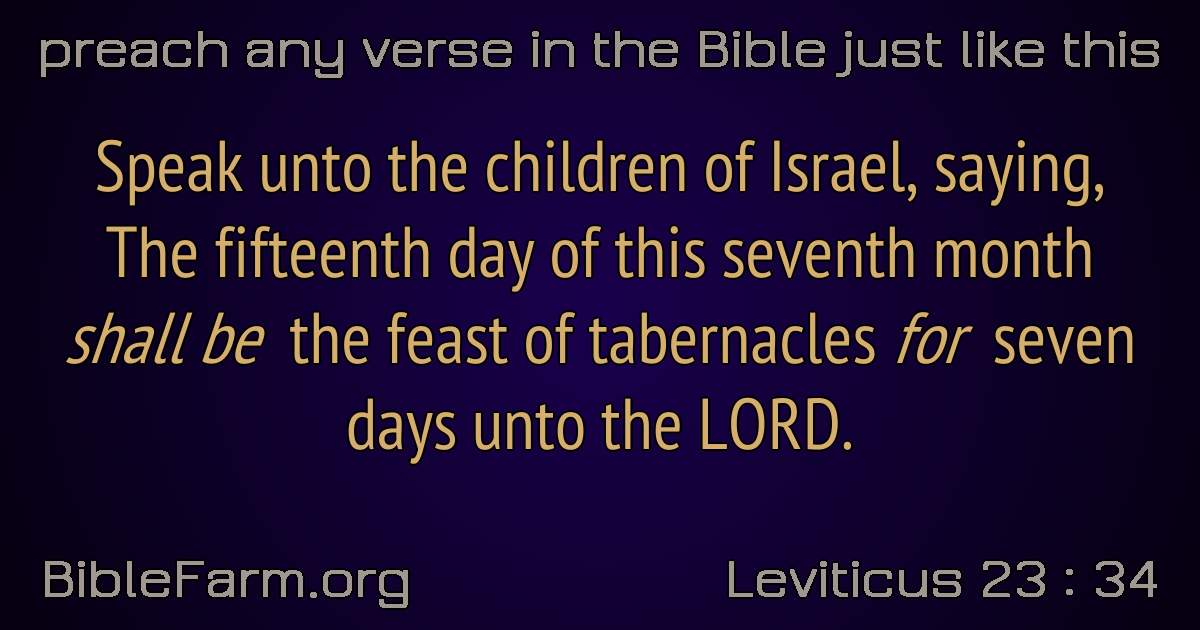 preach any verse in the Bible just like this
Speak unto the children of Israel, saying,
The fifteenth day of this seventh month
shall be the feast of tabernacles for seven
days unto the LORD.
BibleFarm.org
Leviticus 23 : 34